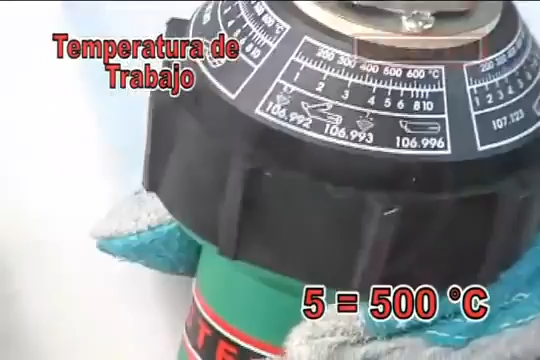 Temperatura de
Trabajo
200 300 400 500 600 °C
1 2 3 4 5 6 8 10
106.992
106.993
106.996
107.123
5 = 500 °C